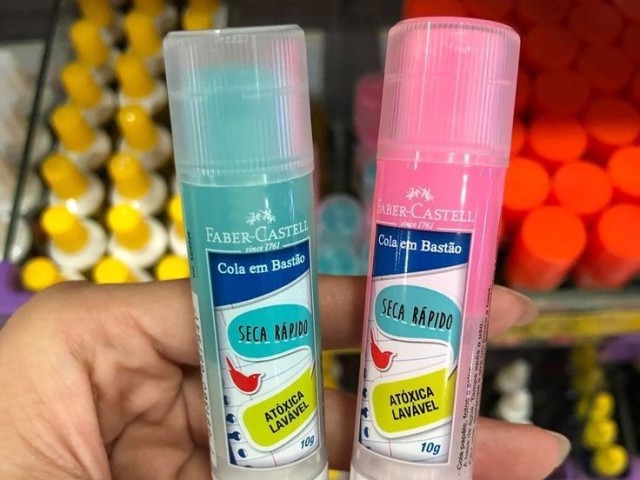 FABER-CASTELL
since 1761
Cola em Bastão
SECA RÁPIDO
ATÓXICA
LAVÁVEL
10g
FABER-CASTELL
since 1761
Cola em Bastão
SECA RÁPIDO
ATÓXICA
LAVÁVEL
10g